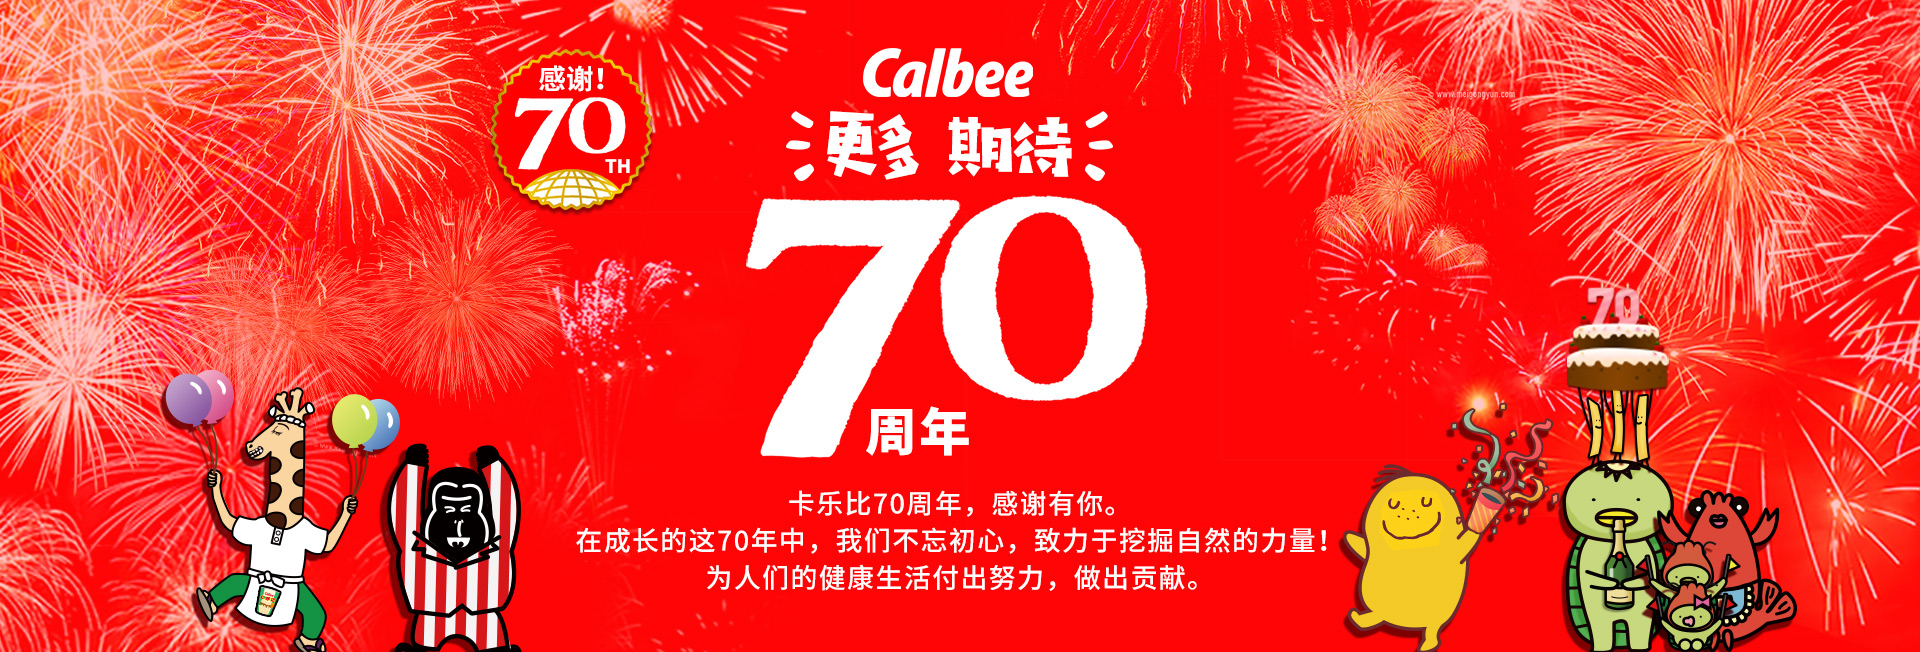 感谢！
70
TH
Calbee
更多 期待
70
周年
卡乐比70周年，感谢有你。
在成长的这70年中，我们不忘初心，致力于挖掘自然的力量！
为人们的健康生活付出努力，做出贡献。
www.meigongyun.com
70